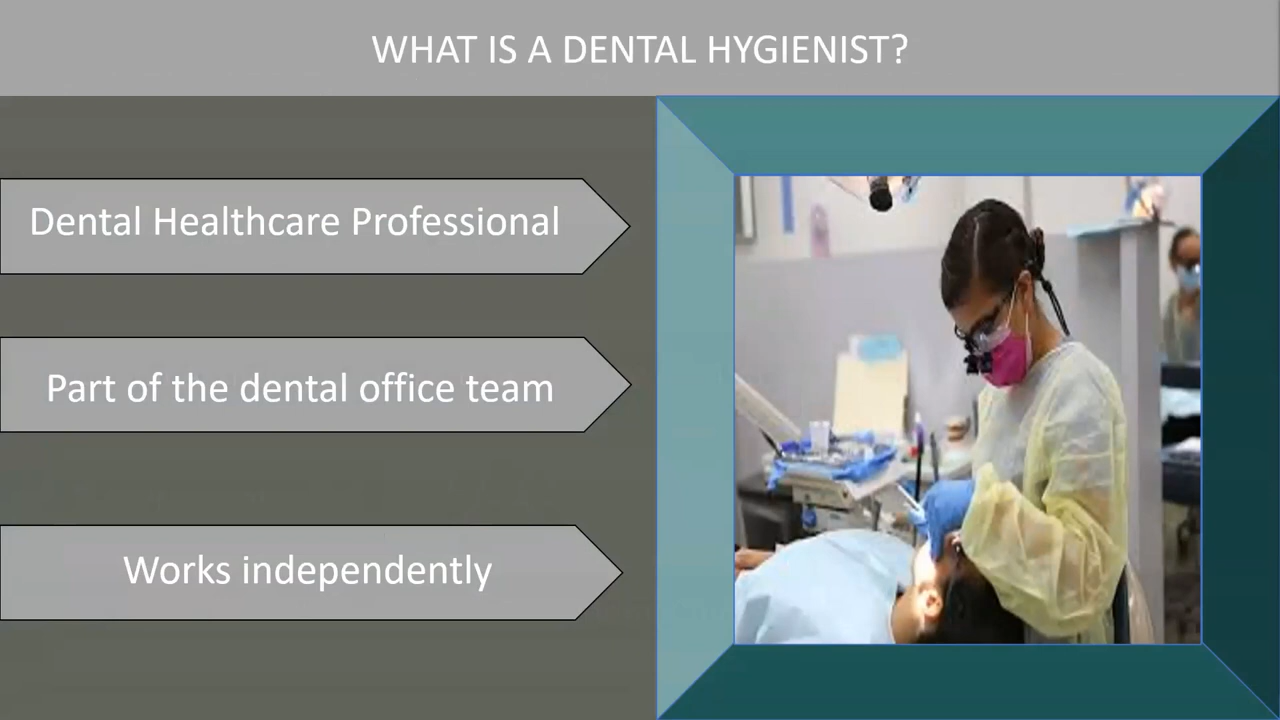 WHAT IS A DENTAL HYGIENIST?
Dental Healthcare Professional
Part of the dental office team
Works independently